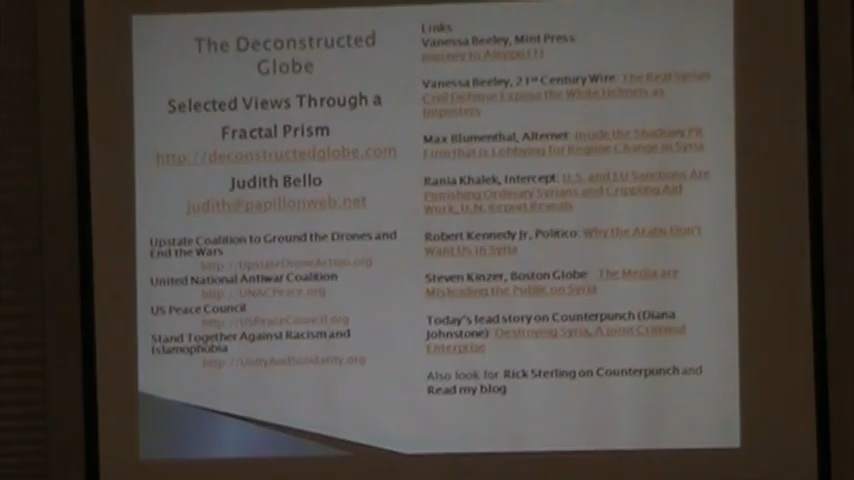 The Deconstructed
Globe
Selected Views Through a
Fractal Prism
http://deconstructedglobe.com
Judith Bello
judith@papillonweb.net
Upstate Coalition to Ground the Drones and
End the Wars
http://UpstateDroneAction.org
United National Antiwar Coalition
http://UNACPeace.org
US Peace Council
http://USPeaceCouncil.org
Stand Together Against Racism and
Islamophobia
http://UnityAndSolidarity.org
Links
Vanessa Beeley, Mint Press
Journey to Aleppo (1)
Vanessa Beeley, 21st Century Wire: The Real Syrian
Civil Defense Expose the White Helmets as
Imposters
Max Blumenthal, Alternet: Inside the Shadowy PR
Firm that is Lobbying for Regime Change in Syria
Rania Khalek, Intercept: U.S. and EU Sanctions Are
Punishing Ordinary Syrians and Crippling Aid
Work, U.N. Report Reveals
Robert Kennedy Jr, Politico: Why the Arabs Don't
Want Us in Syria
Steven Kinzer, Boston Globe: The Media are
Misleading the Public on Syria
Today's lead story on Counterpunch (Diana
Johnstone): Destroying Syria, A Joint Criminal
Enterprise
Also look for Rick Sterling on Counterpunch and
Read my blog